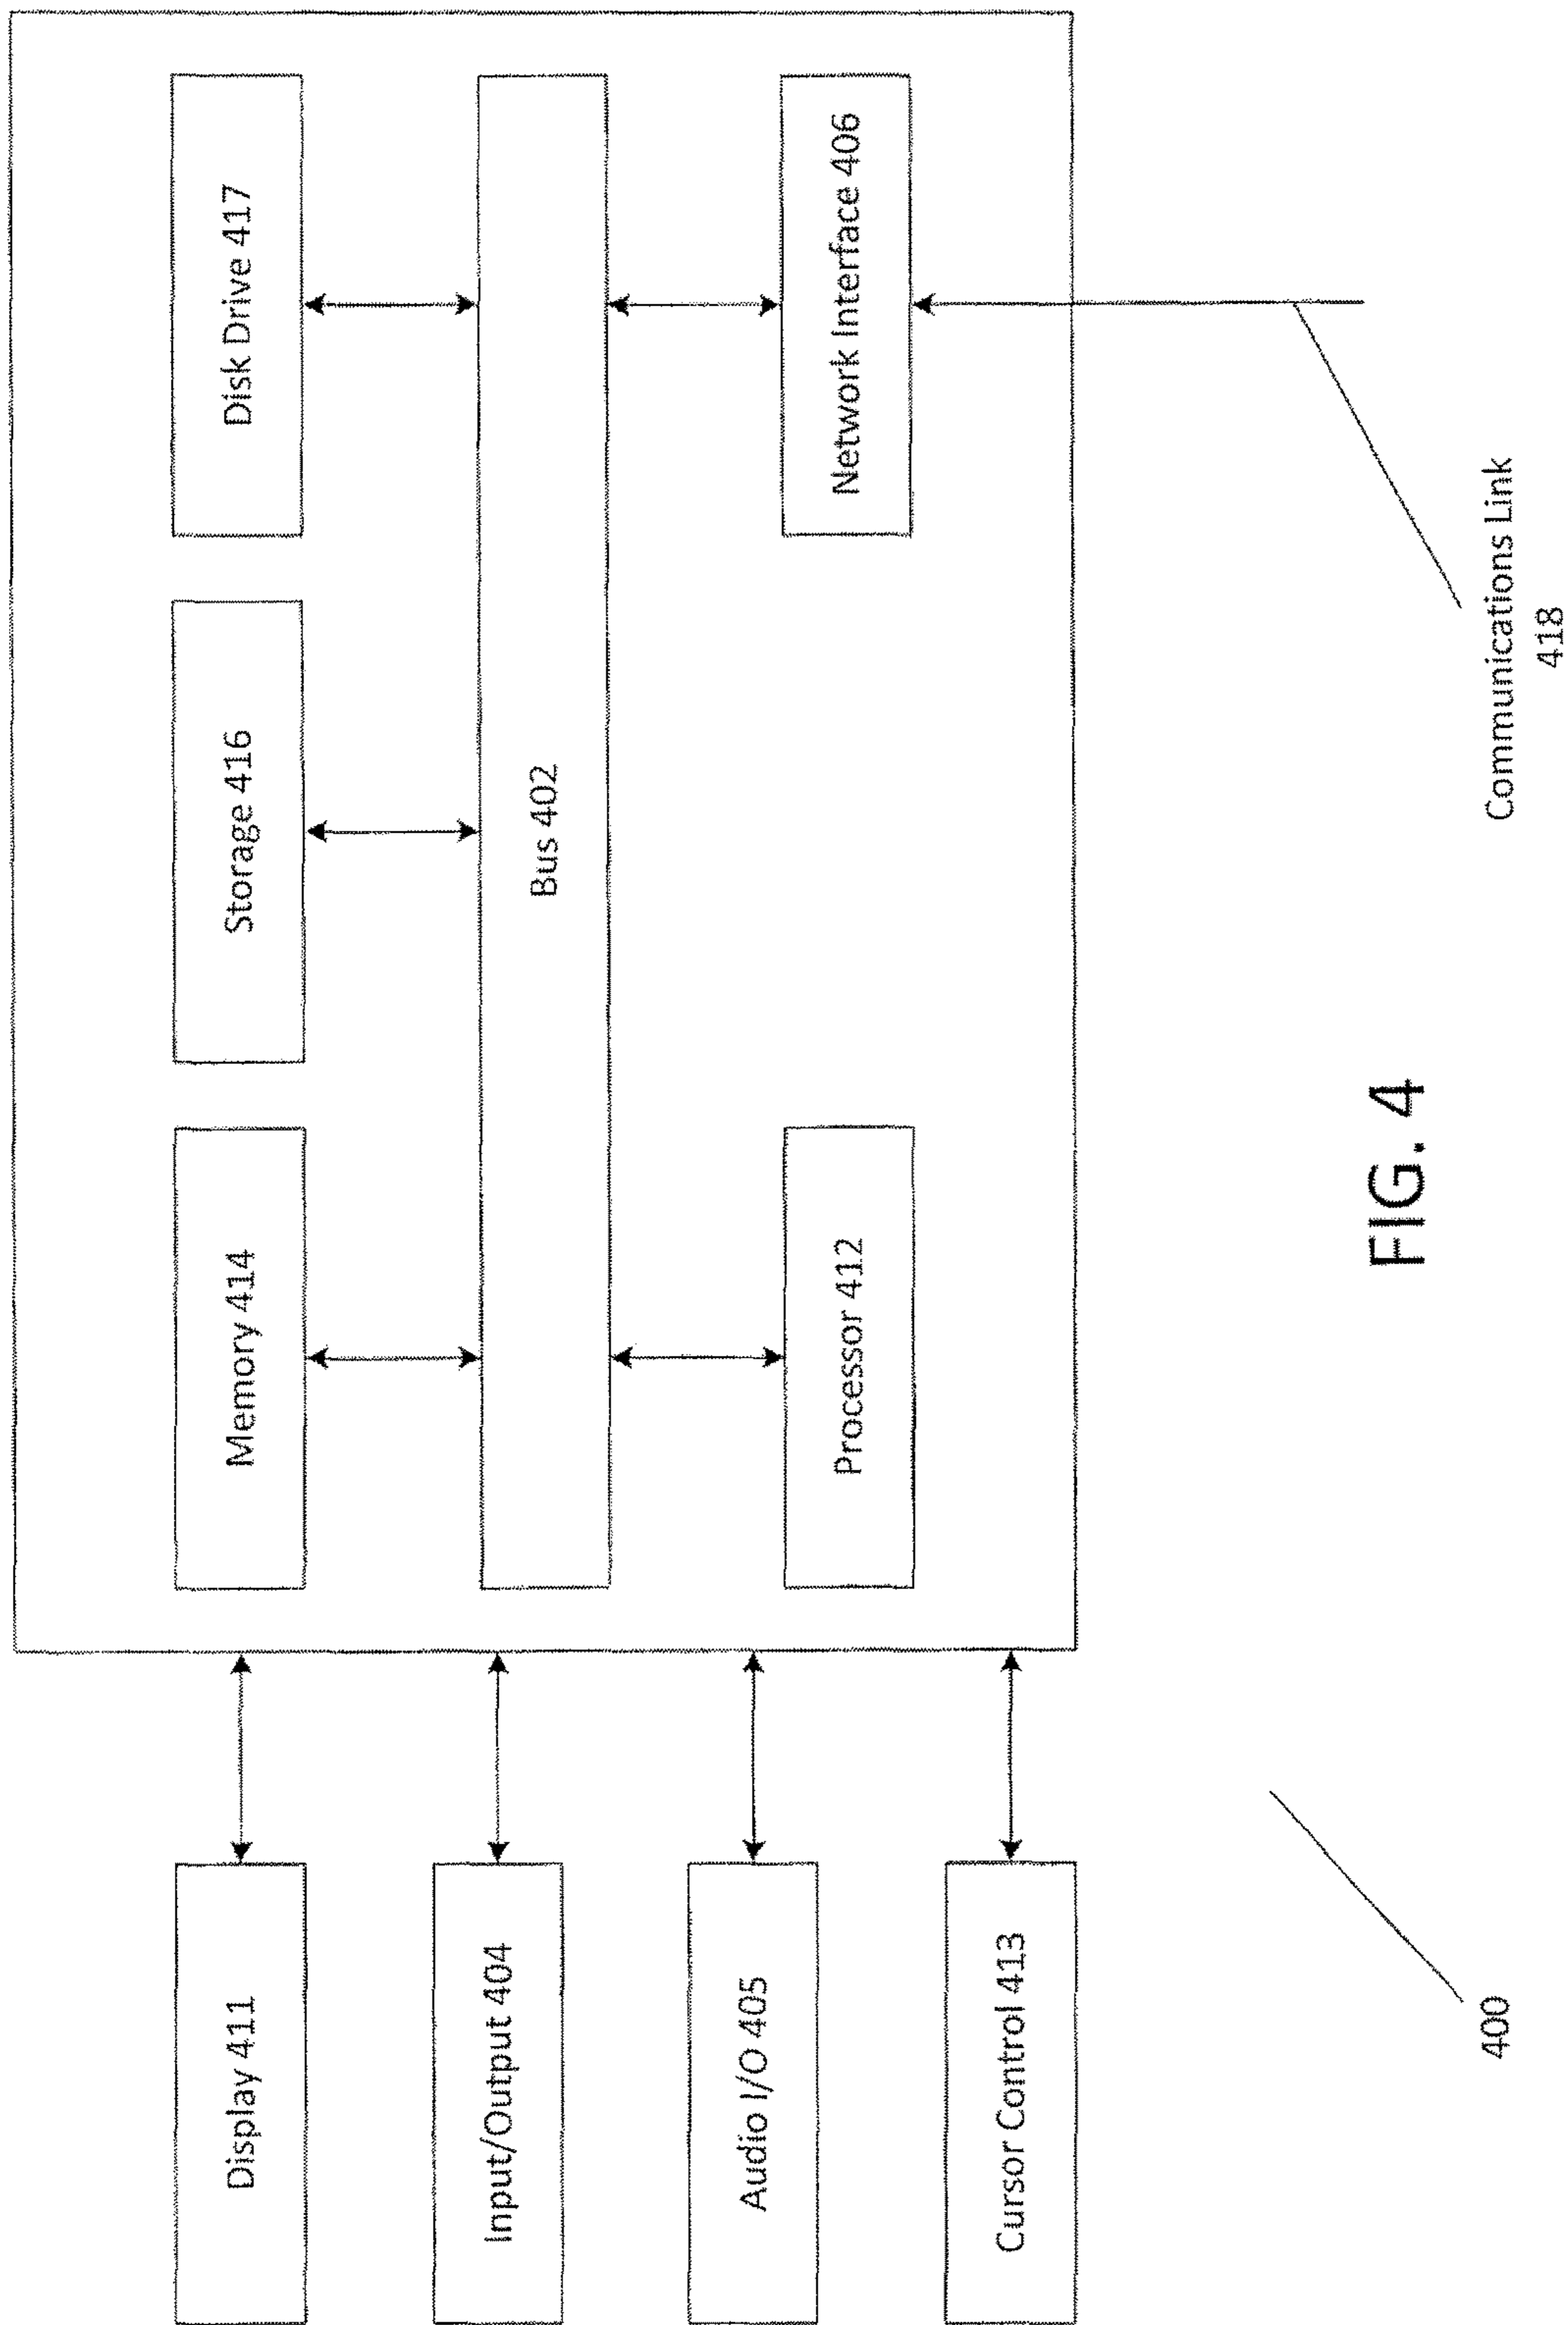 Display 411
Input/Output 404
Audio I/O 405
Cursor Control 413
Memory 414
Storage 416
Disk Drive 417
Bus 402
Processor 412
Network Interface 406
400
Communications Link
418
FIG. 4